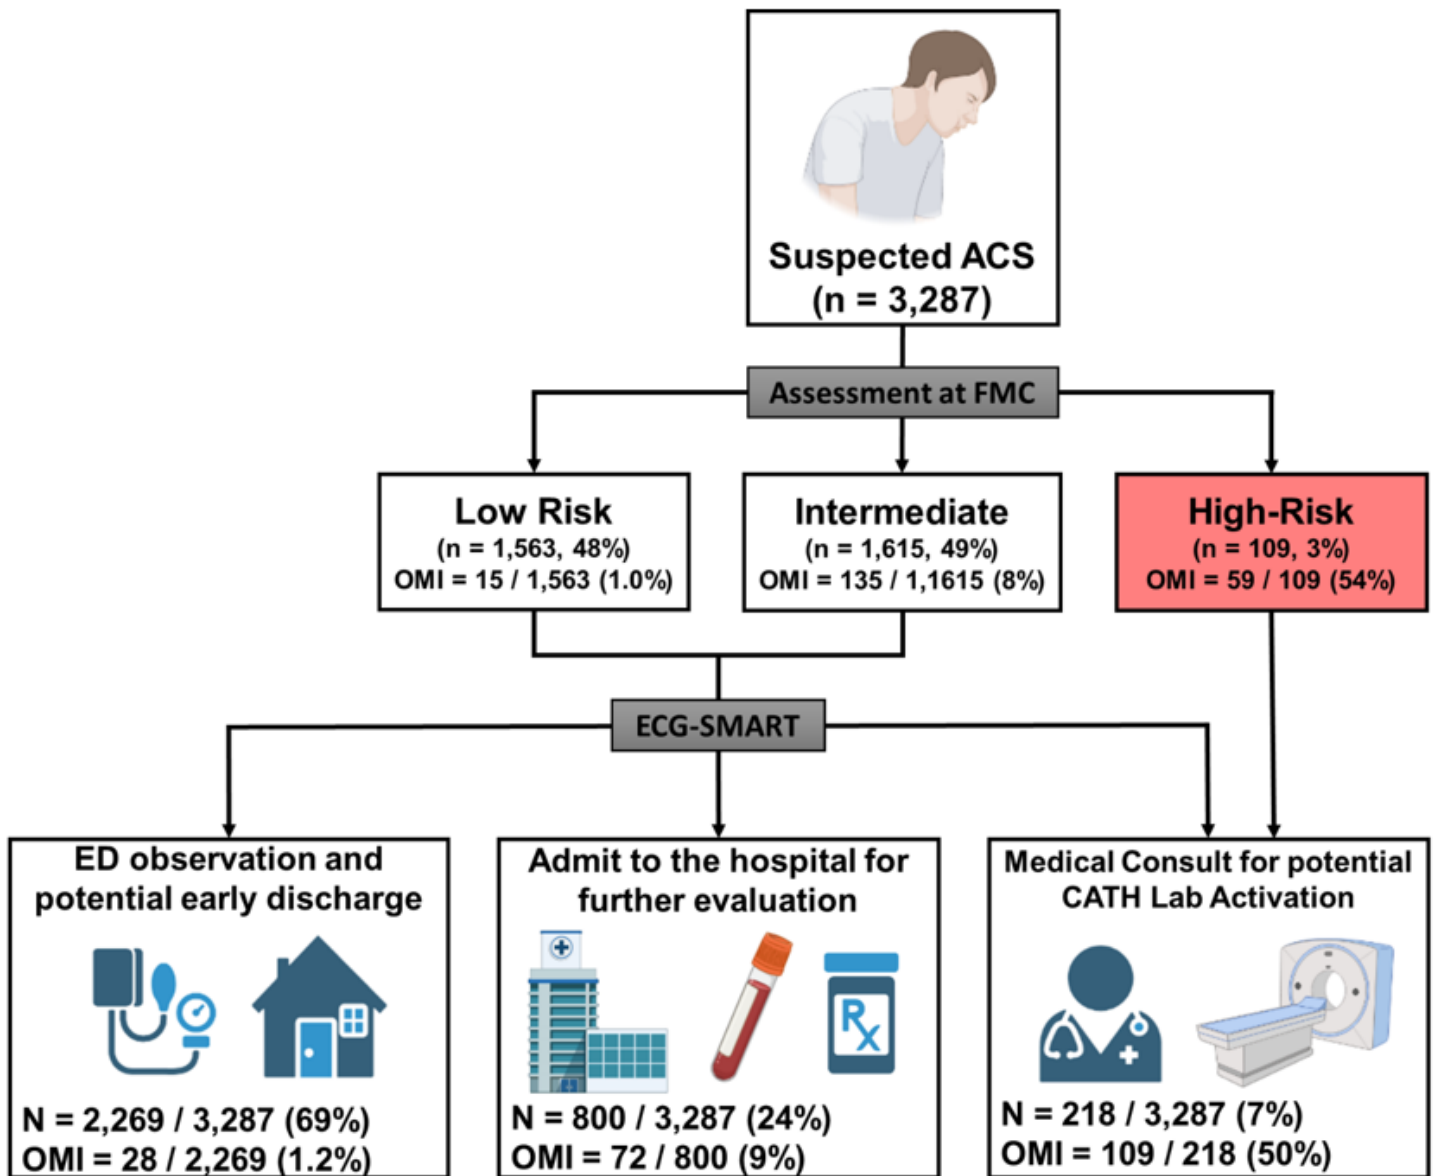 Suspected ACS
(n = 3,287)
Assessment at FMC
Low Risk
(n = 1,563, 48%)
OMI = 15 / 1,563 (1.0%)
Intermediate
(n = 1,615, 49%)
OMI = 135 / 1,1615 (8%)
High-Risk
(n = 109, 3%)
OMI = 59 / 109 (54%)
ECG-SMART
ED observation and
potential early discharge
N = 2,269 / 3,287 (69%)
OMI = 28 / 2,269 (1.2%)
Admit to the hospital for
further evaluation
Rx
N = 800 / 3,287 (24%)
OMI = 72 / 800 (9%)
Medical Consult for potential
CATH Lab Activation
N = 218 / 3,287 (7%)
OMI = 109 / 218 (50%)